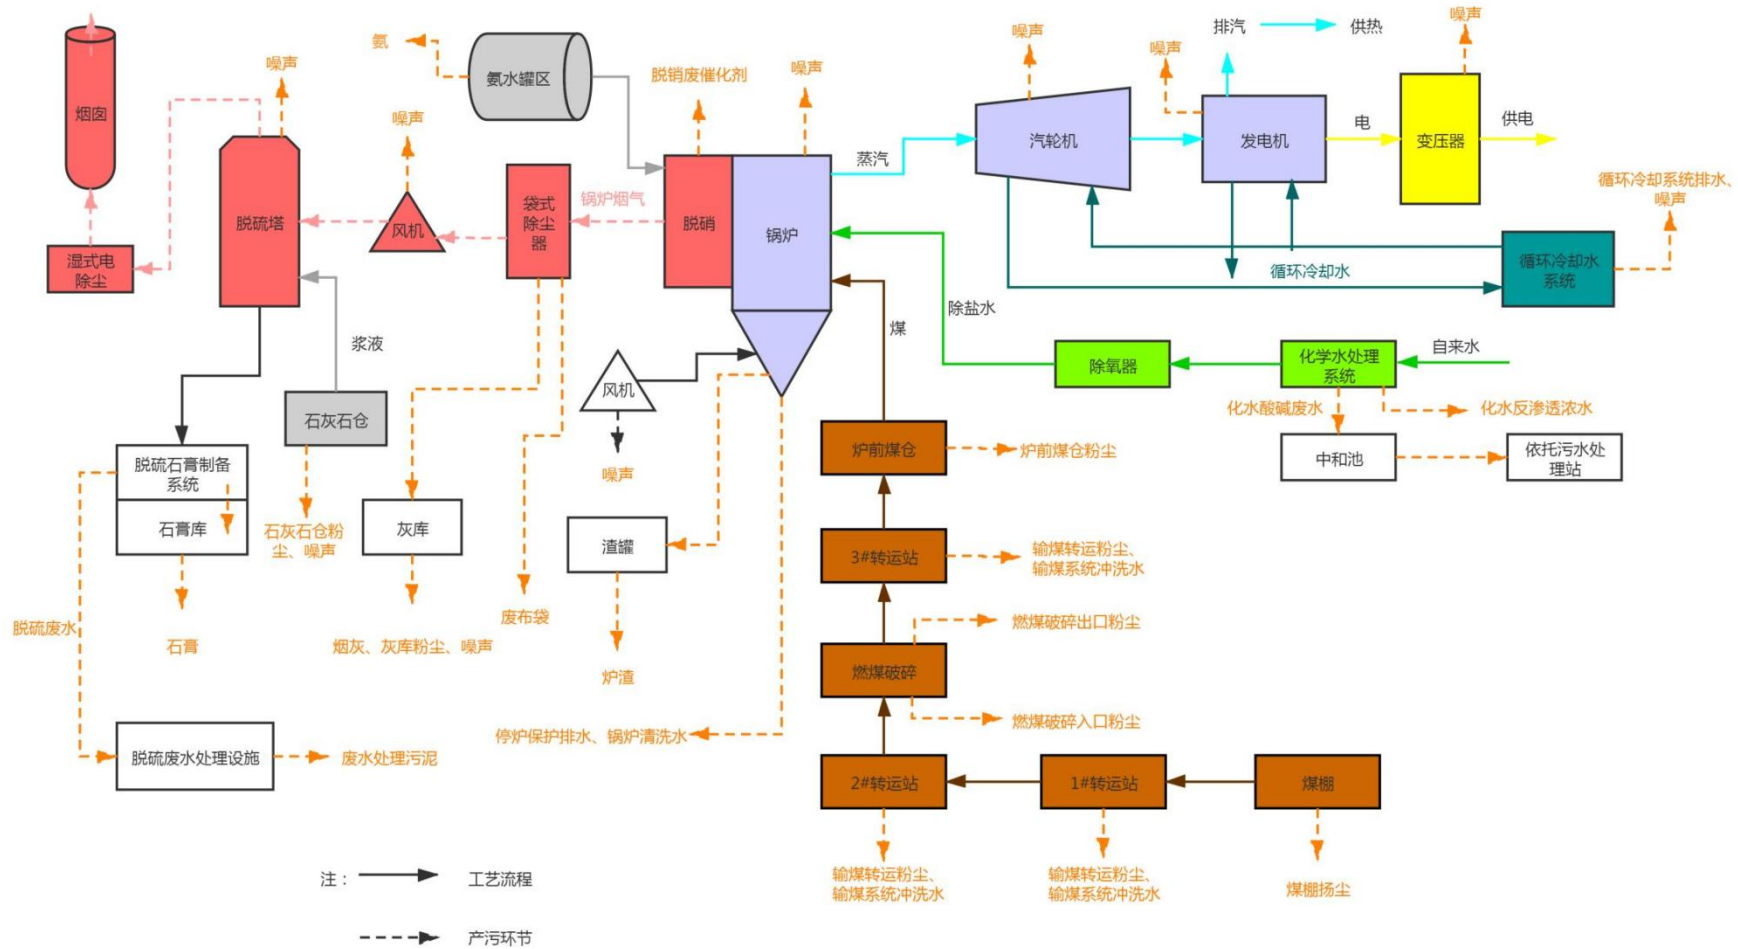 排汽
供热
噪声
噪声
噪声
氨
氨水罐区
脱销废催化剂
噪声
噪声
噪声
烟囱
汽轮机
发电机
电
变压器
供电
蒸汽
循环冷却系统排水、
噪声
脱硫塔
风机
袋式
除尘
器
锅炉烟气
脱硝
锅炉
湿式电
除尘
循环冷却水
循环冷却水
系统
除盐水
煤
浆液
自来水
除氧器
化学水处理
系统
风机
石灰石仓
化水酸碱废水
化水反渗透浓水
炉前煤仓
炉前煤仓粉尘
中和池
依托污水处
理站
脱硫石膏制备
系统
噪声
石膏库
石灰石仓粉
尘、噪声
灰库
渣罐
3#转运站
输煤转运粉尘、
输煤系统冲洗水
脱硫废水
废布袋
燃煤破碎出口粉尘
石膏
烟灰、灰库粉尘、噪声
炉渣
燃煤破碎
燃煤破碎入口粉尘
停炉保护排水、锅炉清洗水
脱硫废水处理设施
废水处理污泥
2#转运站
1#转运站
煤棚
输煤转运粉尘、
输煤系统冲洗水
输煤转运粉尘、
输煤系统冲洗水
煤棚扬尘
注：
工艺流程
产污环节